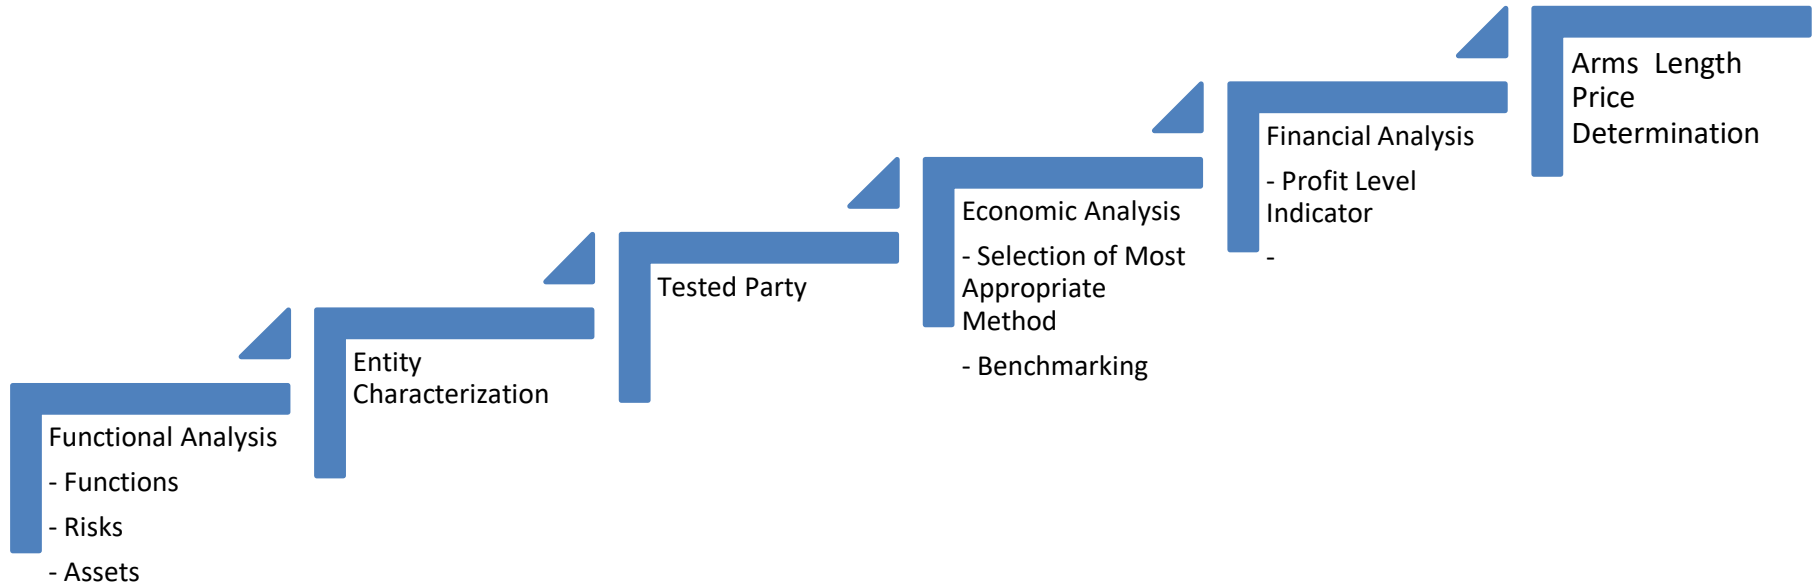 Functional Analysis
- Functions
- Risks
- Assets
Entity
Characterization
Tested Party
Economic Analysis
- Selection of Most
Appropriate
Method
- Benchmarking
Financial Analysis
- Profit Level
Indicator
-
Arms Length
Price
Determination